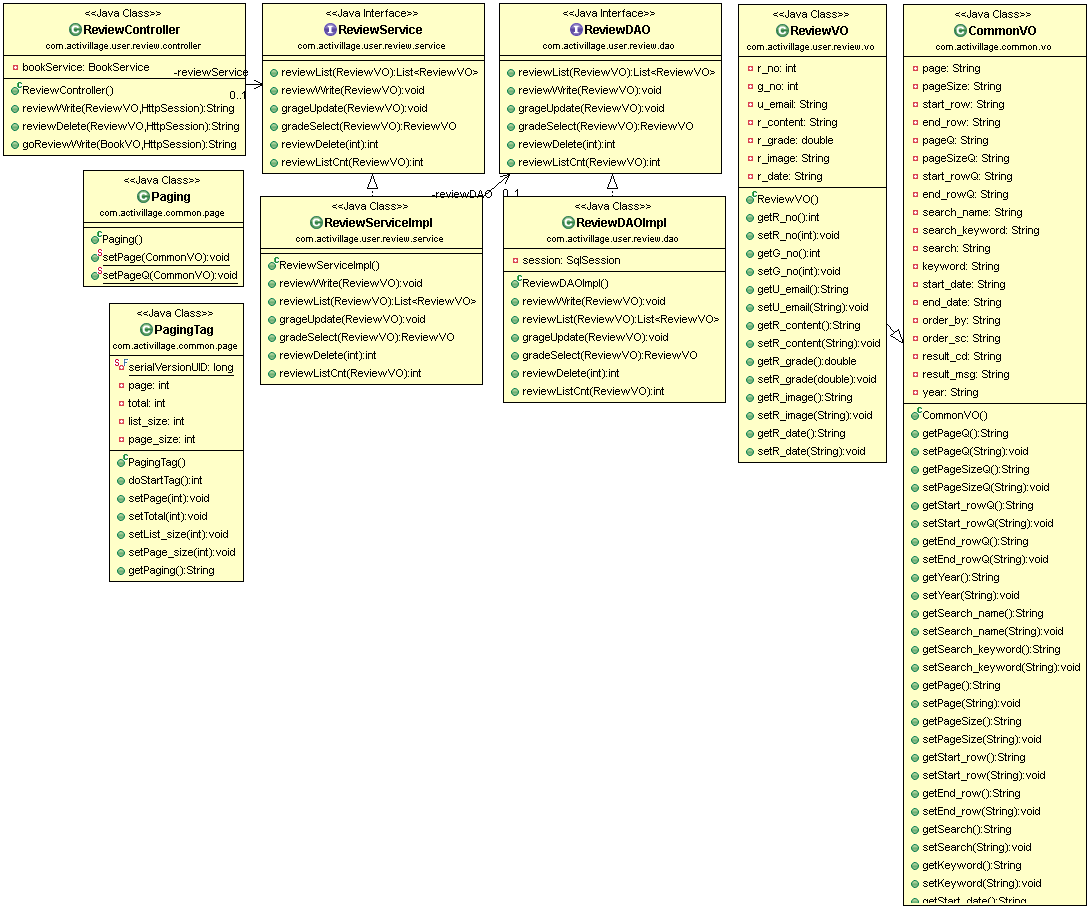 <<Java Class>>
ReviewController
com.activillage.user.review.controller
bookService: BookService
ReviewController()
reviewWrite(ReviewVO,HttpSession):String
reviewDelete(ReviewVO,HttpSession):String
goReviewWrite(BookVO,HttpSession):String
-reviewService
0..1
<<Java Interface>>
ReviewService
com.activillage.user.review.service
reviewList(ReviewVO):List<ReviewVO>
reviewWrite(ReviewVO):void
grageUpdate(ReviewVO):void
gradeSelect(ReviewVO):ReviewVO
reviewDelete(int):int
reviewListCnt(ReviewVO):int
<<Java Interface>>
ReviewDAO
com.activillage.user.review.dao
reviewList(ReviewVO):List<ReviewVO>
reviewWrite(ReviewVO):void
grageUpdate(ReviewVO):void
gradeSelect(ReviewVO):ReviewVO
reviewDelete(int):int
reviewListCnt(ReviewVO):int
<<Java Class>>
ReviewVO
com.activillage.user.review.vo
r_no: int
g_no: int
u_email: String
r_content: String
r_grade: double
r_image: String
r_date: String
ReviewVO()
getR_no():int
setR_no(int):void
getG_no():int
setG_no(int):void
getU_email():String
setU_email(String):void
getR_content():String
setR_content(String):void
getR_grade():double
setR_grade(double):void
getR_image():String
setR_image(String):void
getR_date():String
setR_date(String):void
<<Java Class>>
CommonVO
com.activillage.common.vo
page: String
pageSize: String
start_row: String
end_row: String
pageQ: String
pageSizeQ: String
start_rowQ: String
end_rowQ: String
search_name: String
search_keyword: String
search: String
keyword: String
start_date: String
end_date: String
order_by: String
order_sc: String
result_cd: String
result_msg: String
year: String
CommonVO()
getPageQ():String
setPageQ(String):void
getPageSizeQ():String
setPageSizeQ(String):void
getStart_rowQ():String
setStart_rowQ(String):void
getEnd_rowQ():String
setEnd_rowQ(String):void
getYear():String
setYear(String):void
getSearch_name():String
setSearch_name(String):void
getSearch_keyword():String
setSearch_keyword(String):void
getPage():String
setPage(String):void
getPageSize():String
setPageSize(String):void
getStart_row():String
setStart_row(String):void
getEnd_row():String
setEnd_row(String):void
getSearch():String
setSearch(String):void
getKeyword():String
setKeyword(String):void
getStart_date():String
<<Java Class>>
Paging
com.activillage.common.page
Paging()
setPage(CommonVO):void
setPageQ(CommonVO):void
-reviewDAO
0..1
<<Java Class>>
ReviewServiceImpl
com.activillage.user.review.service
ReviewServiceImpl()
reviewWrite(ReviewVO):void
reviewList(ReviewVO):List<ReviewVO>
grageUpdate(ReviewVO):void
gradeSelect(ReviewVO):ReviewVO
reviewDelete(int):int
reviewListCnt(ReviewVO):int
<<Java Class>>
ReviewDAOImpl
com.activillage.user.review.dao
session: SqlSession
ReviewDAOImpl()
reviewWrite(ReviewVO):void
reviewList(ReviewVO):List<ReviewVO>
grageUpdate(ReviewVO):void
gradeSelect(ReviewVO):ReviewVO
reviewDelete(int):int
reviewListCnt(ReviewVO):int
<<Java Class>>
PagingTag
com.activillage.common.page
serialVersionUID: long
page: int
total: int
list_size: int
page_size: int
PagingTag()
doStartTag():int
setPage(int):void
setTotal(int):void
setList_size(int):void
setPage_size(int):void
getPaging():String